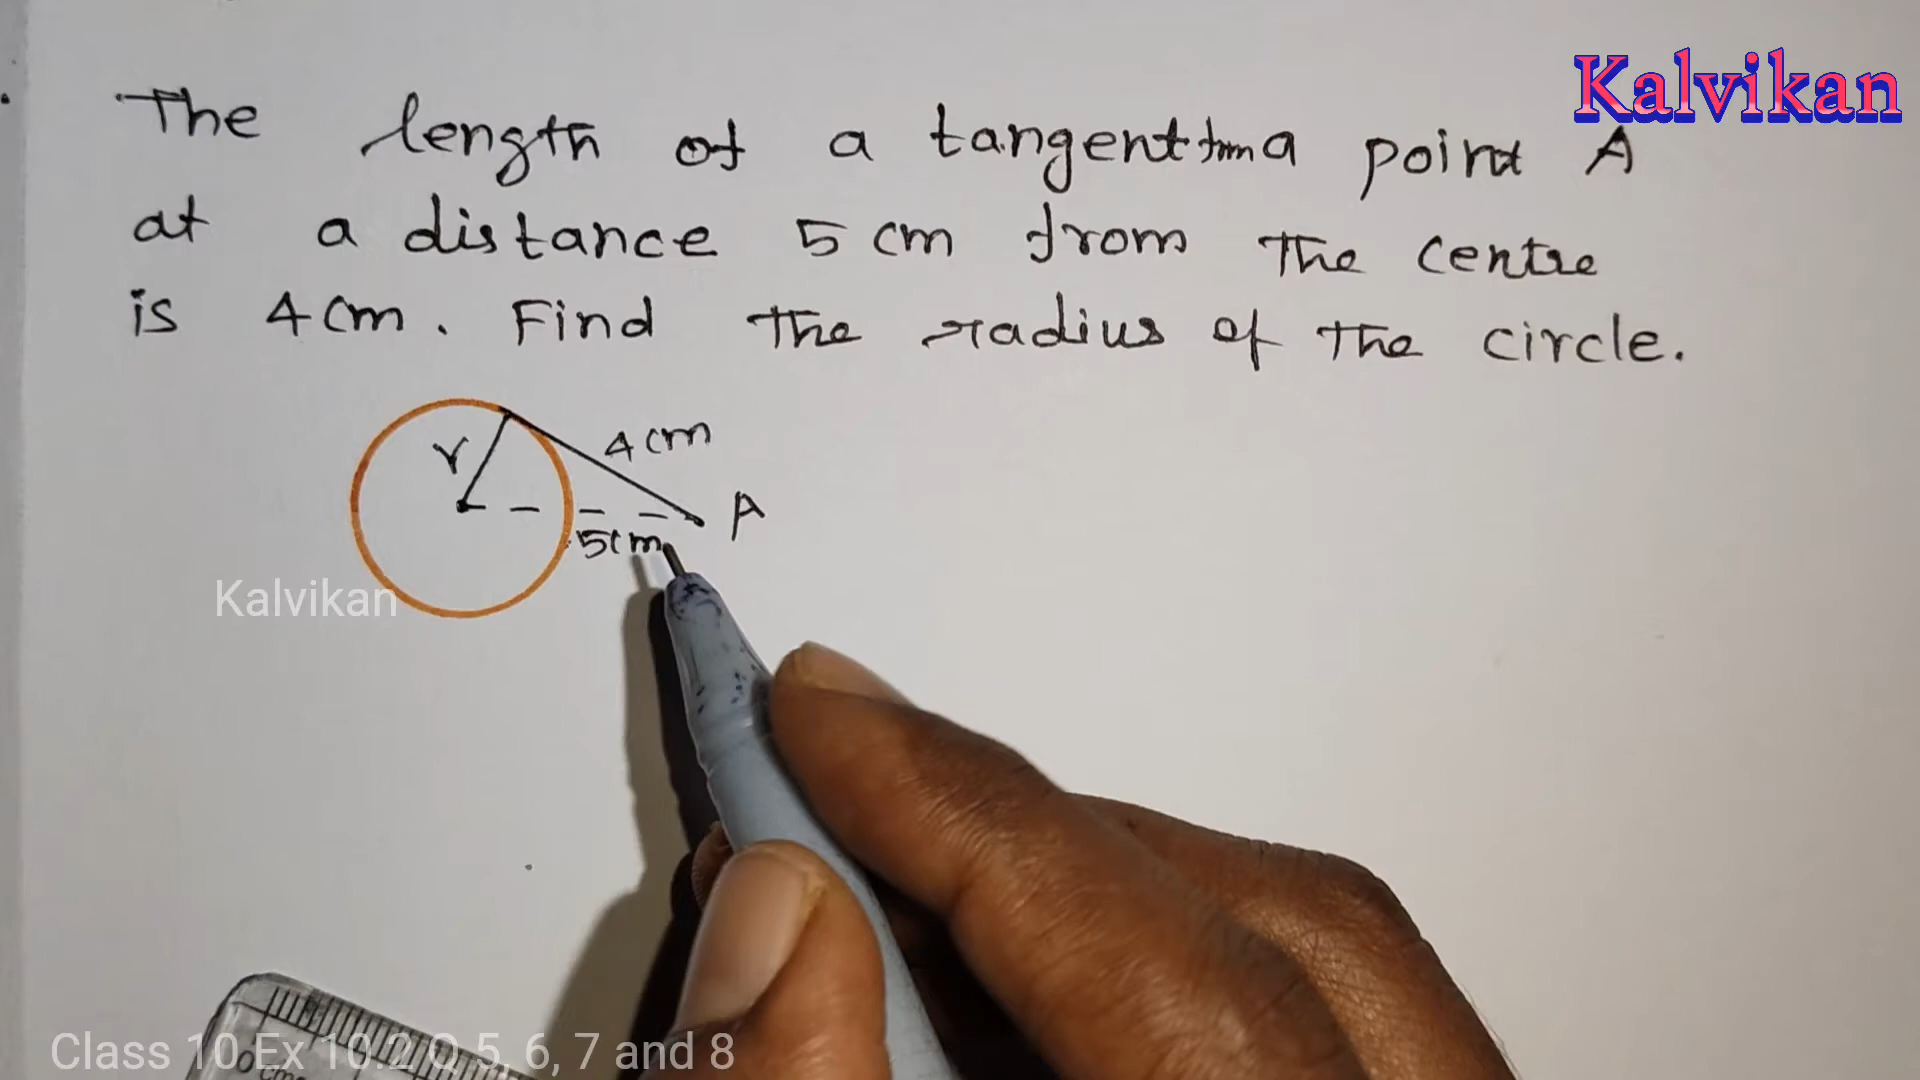 Kalvikan
The length of a tangent from a point A
at a distance 5 cm from the centre
is 4 cm. Find the radius of the circle.
r
4 cm
A
5 cm
Kalvikan
Class 10 Ex 10.2 Q 5, 6, 7 and 8
0 cms